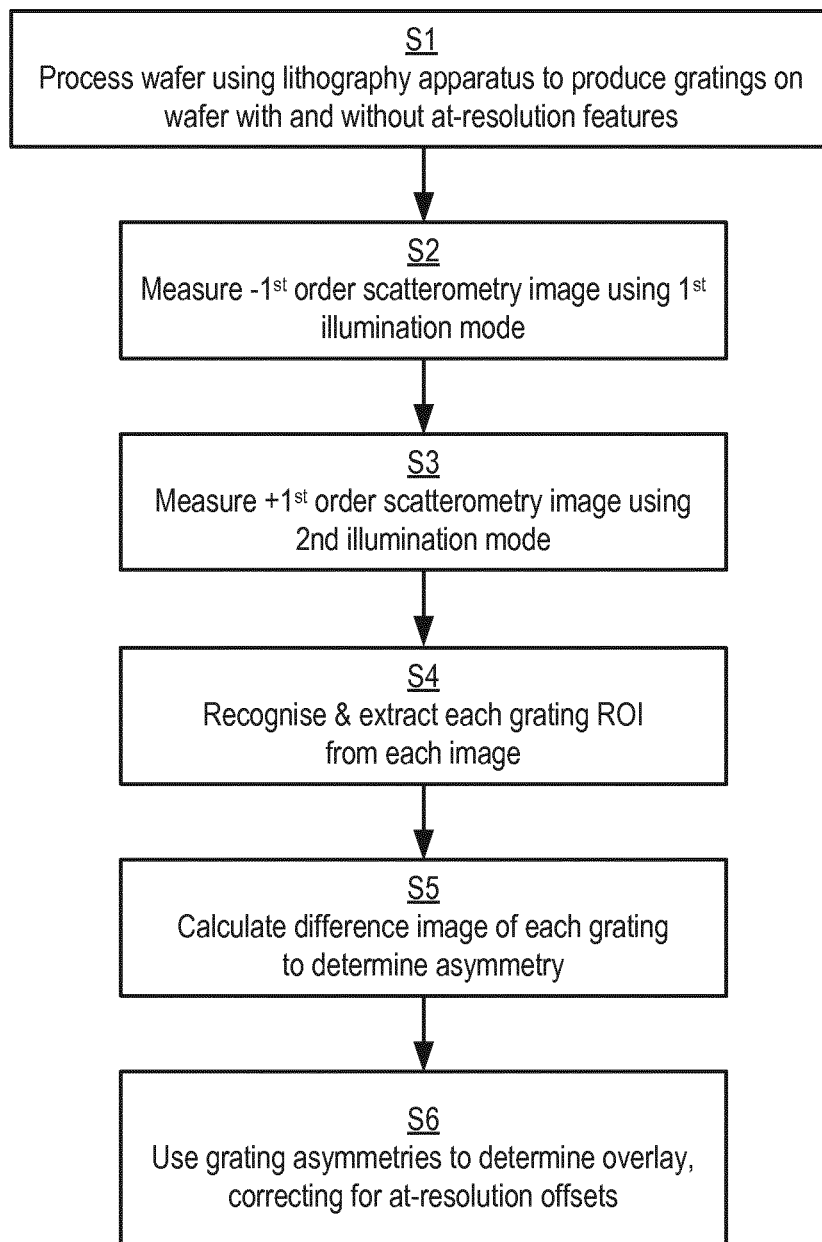 S1
Process wafer using lithography apparatus to produce gratings on
wafer with and without at-resolution features
S2
Measure -1st order scatterometry image using 1st
illumination mode
S3
Measure +1st order scatterometry image using
2nd illumination mode
S4
Recognise & extract each grating ROI
from each image
S5
Calculate difference image of each grating
to determine asymmetry
S6
Use grating asymmetries to determine overlay,
correcting for at-resolution offsets